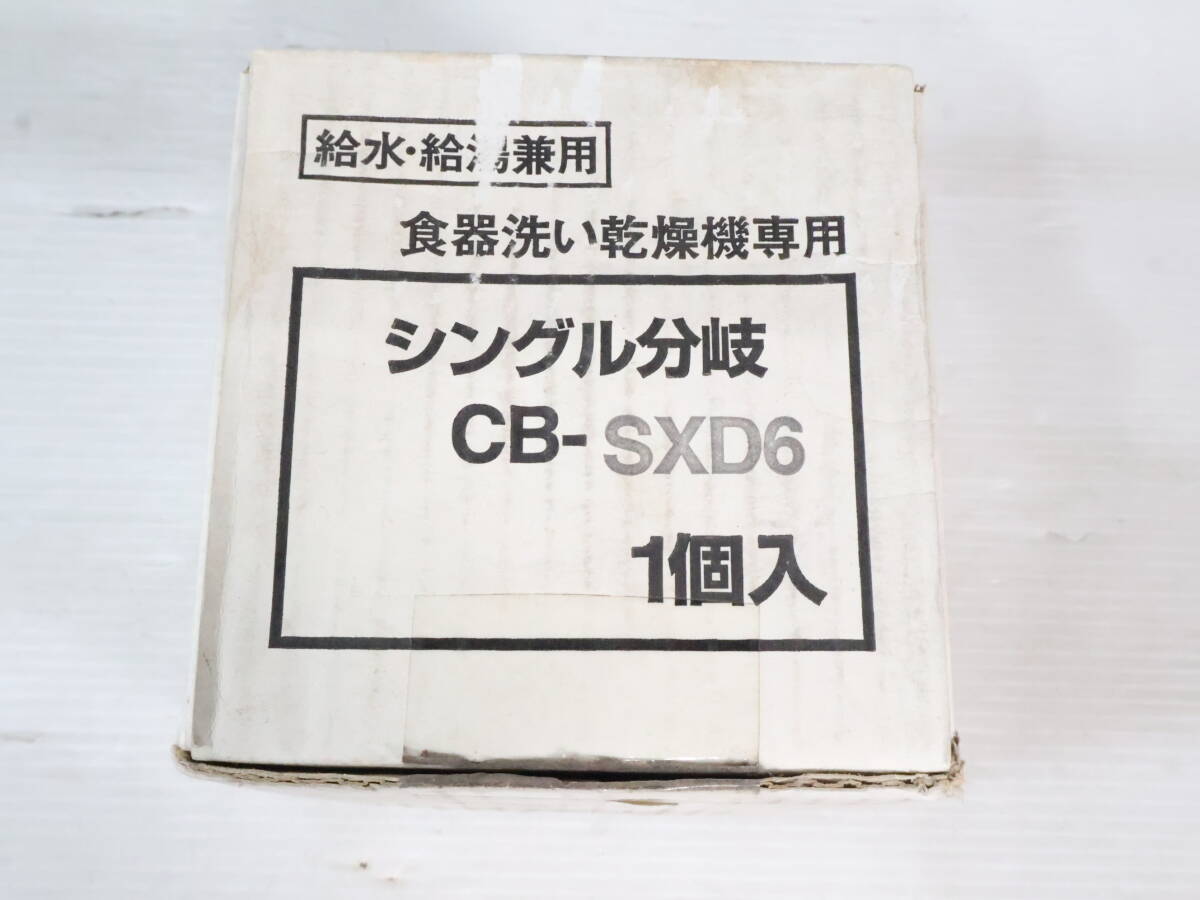 給水・給湯兼用
食器洗い乾燥機専用
シングル分岐
CB-SXD6
1個入